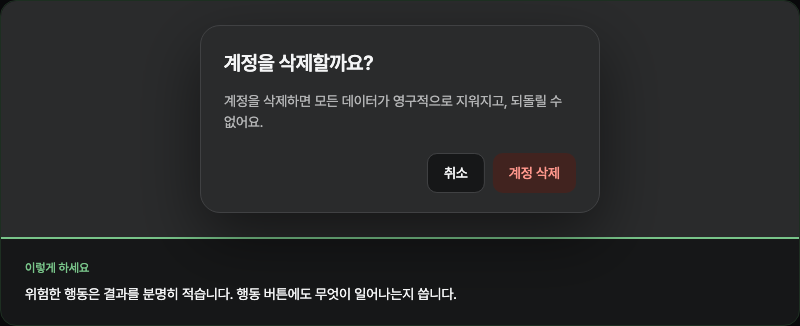 계정을 삭제할까요?
계정을 삭제하면 모든 데이터가 영구적으로 지워지고, 되돌릴 수
없어요.
취소
계정 삭제
이렇게 하세요
위험한 행동은 결과를 분명히 적습니다. 행동 버튼에도 무엇이 일어나는지 씁니다.